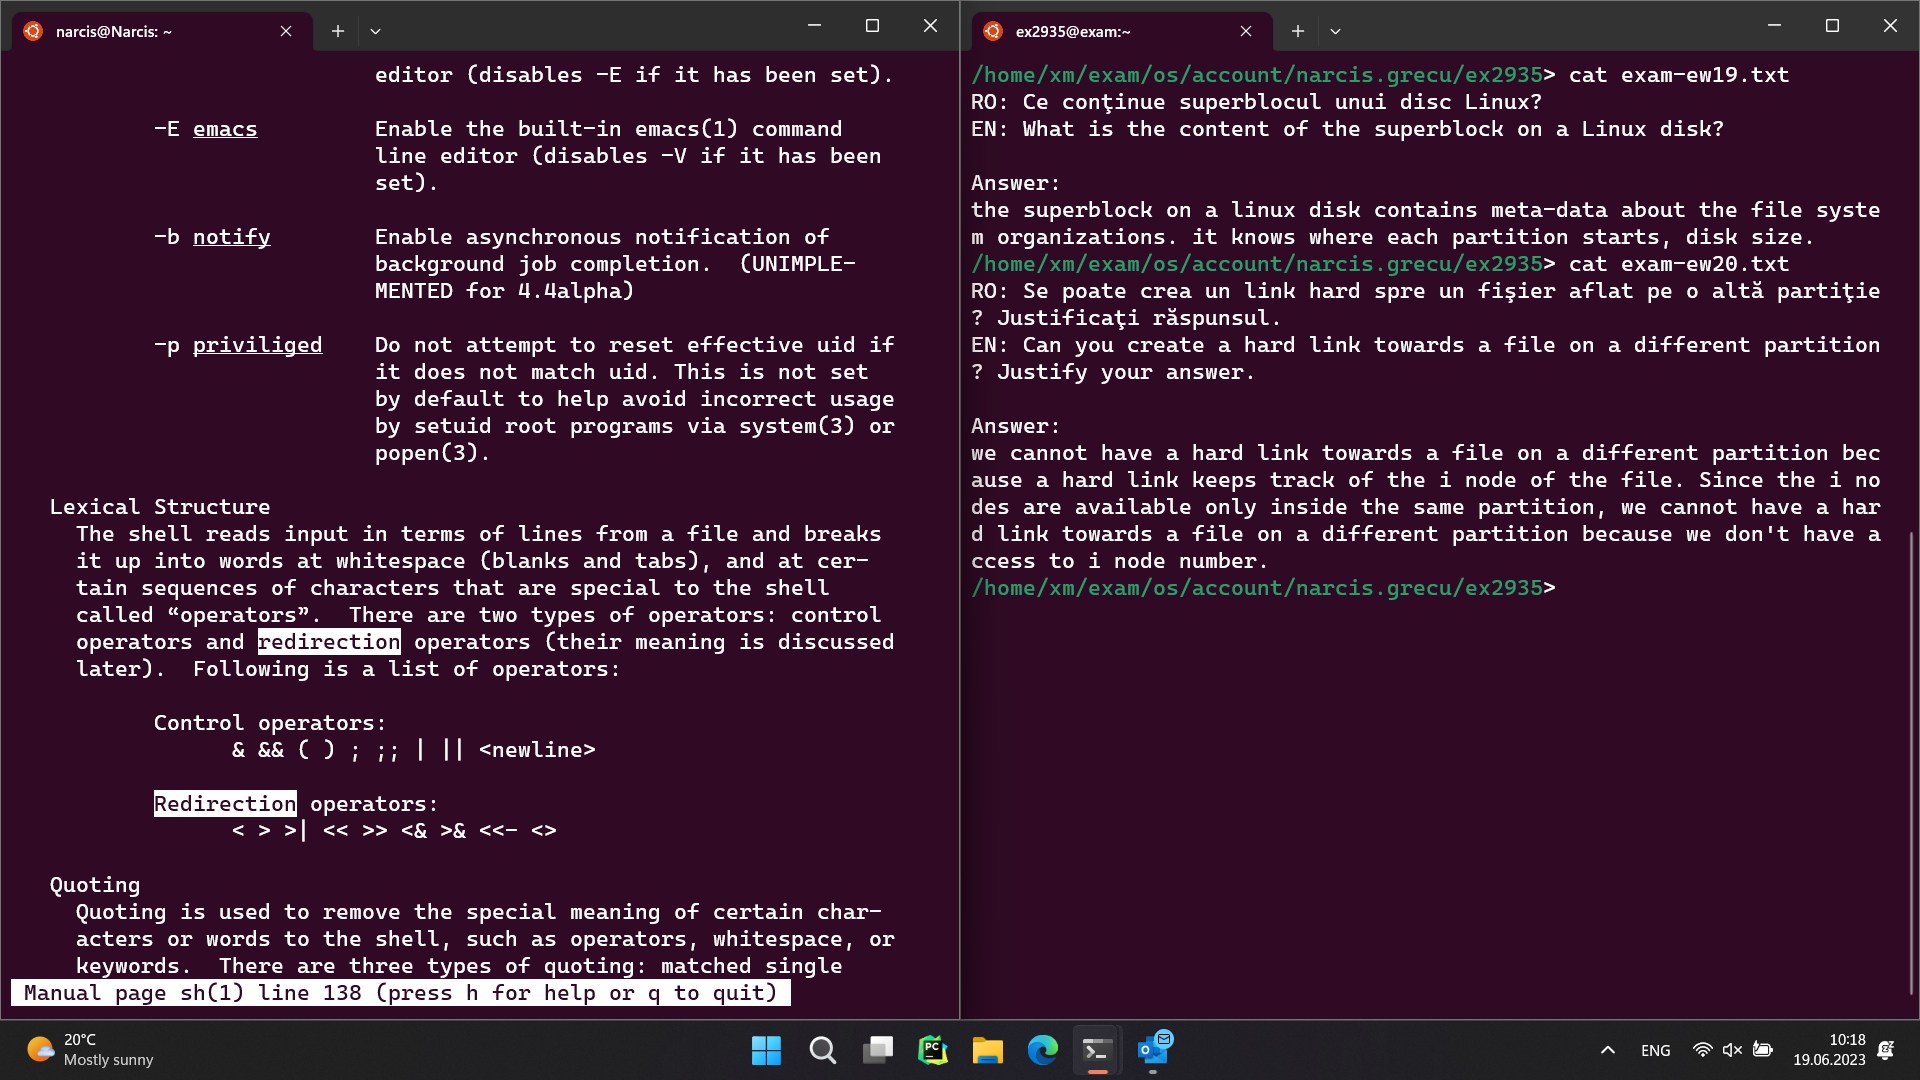 narcis@Narcis: ~
editor (disables -E if it has been set).
-E emacs Enable the built-in emacs(1) command
line editor (disables -V if it has been
set).
-b notify Enable asynchronous notification of
background job completion. (UNIMPLE-
MENTED for 4.4alpha)
-p priviliged Do not attempt to reset effective uid if
it does not match uid. This is not set
by default to help avoid incorrect usage
by setuid root programs via system(3) or
popen(3).
Lexical Structure
The shell reads input in terms of lines from a file and breaks
it up into words at whitespace (blanks and tabs), and at cer-
tain sequences of characters that are special to the shell
called “operators”. There are two types of operators: control
operators and redirection operators (their meaning is discussed
later). Following is a list of operators:
Control operators:
& && ( ) ; ;; | || <newline>
Redirection operators:
< > >| << >> <& >& <<- <>
Quoting
Quoting is used to remove the special meaning of certain char-
acters or words to the shell, such as operators, whitespace, or
keywords. There are three types of quoting: matched single
Manual page sh(1) line 138 (press h for help or q to quit)
ex2935@exam:~
/home/xm/exam/os/account/narcis.grecu/ex2935> cat exam-ew19.txt
RO: Ce conţinue superblocul unui disc Linux?
EN: What is the content of the superblock on a Linux disk?
Answer:
the superblock on a linux disk contains meta-data about the file syste
m organizations. it knows where each partition starts, disk size.
/home/xm/exam/os/account/narcis.grecu/ex2935> cat exam-ew20.txt
RO: Se poate crea un link hard spre un fişier aflat pe o altă partiţie
? Justificaţi răspunsul.
EN: Can you create a hard link towards a file on a different partition
? Justify your answer.
Answer:
we cannot have a hard link towards a file on a different partition bec
ause a hard link keeps track of the i node of the file. Since the i no
des are available only inside the same partition, we cannot have a har
d link towards a file on a different partition because we don't have a
ccess to i node number.
/home/xm/exam/os/account/narcis.grecu/ex2935>
20°C
Mostly sunny
PC
ENG
10:18
19.06.2023